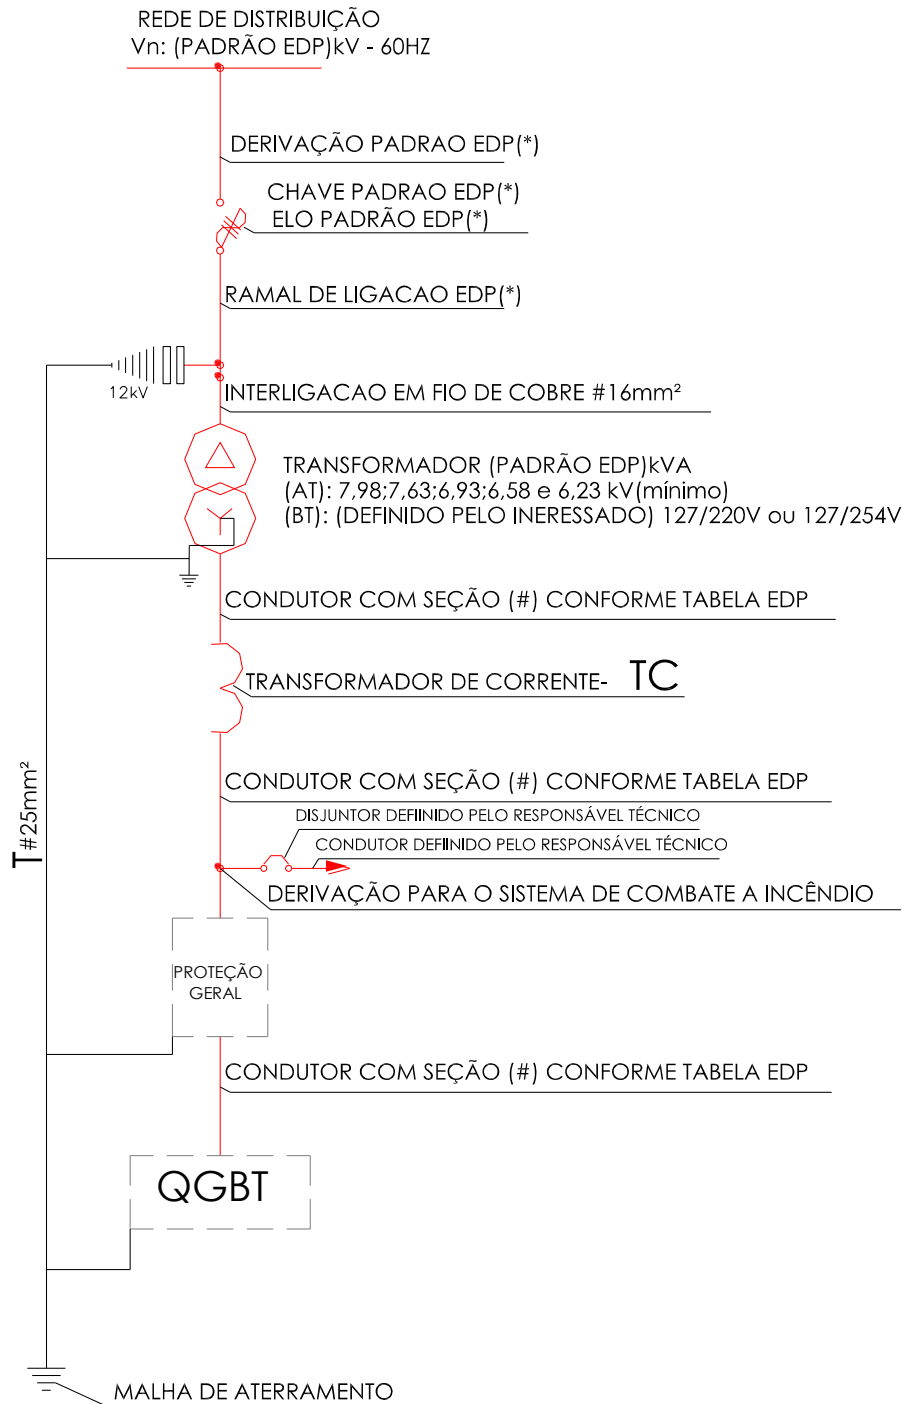 REDE DE DISTRIBUIÇÃO
Vn: (PADRÃO EDP)kV - 60HZ
DERIVAÇÃO PADRAO EDP(*)
CHAVE PADRAO EDP(*)
ELO PADRÃO EDP(*)
RAMAL DE LIGACAO EDP(*)
12kV
INTERLIGACAO EM FIO DE COBRE #16mm²
TRANSFORMADOR (PADRÃO EDP)kVA
(AT): 7,98;7,63;6,93;6,58 e 6,23 kV(mínimo)
(BT): (DEFINIDO PELO INERESSADO) 127/220V ou 127/254V
CONDUTOR COM SEÇÃO (#) CONFORME TABELA EDP
TRANSFORMADOR DE CORRENTE- TC
T#25mm²
CONDUTOR COM SEÇÃO (#) CONFORME TABELA EDP
DISJUNTOR DEFIINIDO PELO RESPONSÁVEL TÉCNICO
CONDUTOR DEFIINIDO PELO RESPONSÁVEL TÉCNICO
DERIVAÇÃO PARA O SISTEMA DE COMBATE A INCÊNDIO
PROTEÇÃO
GERAL
CONDUTOR COM SEÇÃO (#) CONFORME TABELA EDP
QGBT
MALHA DE ATERRAMENTO